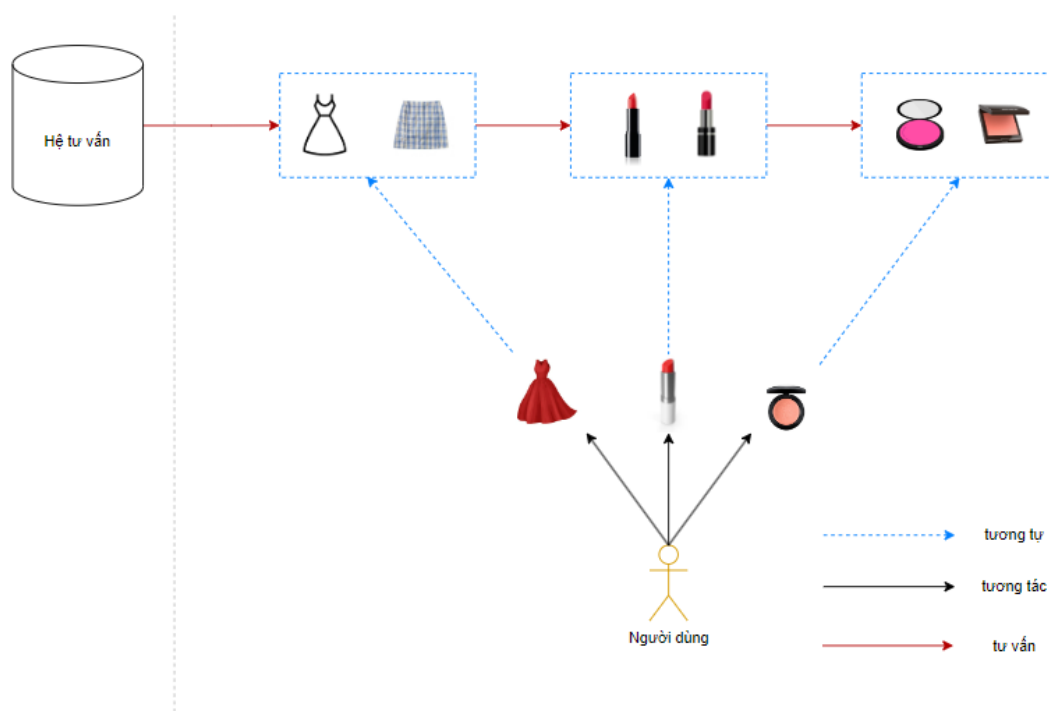 Hệ tư vấn
tương tự
tương tác
Người dùng
tư vấn